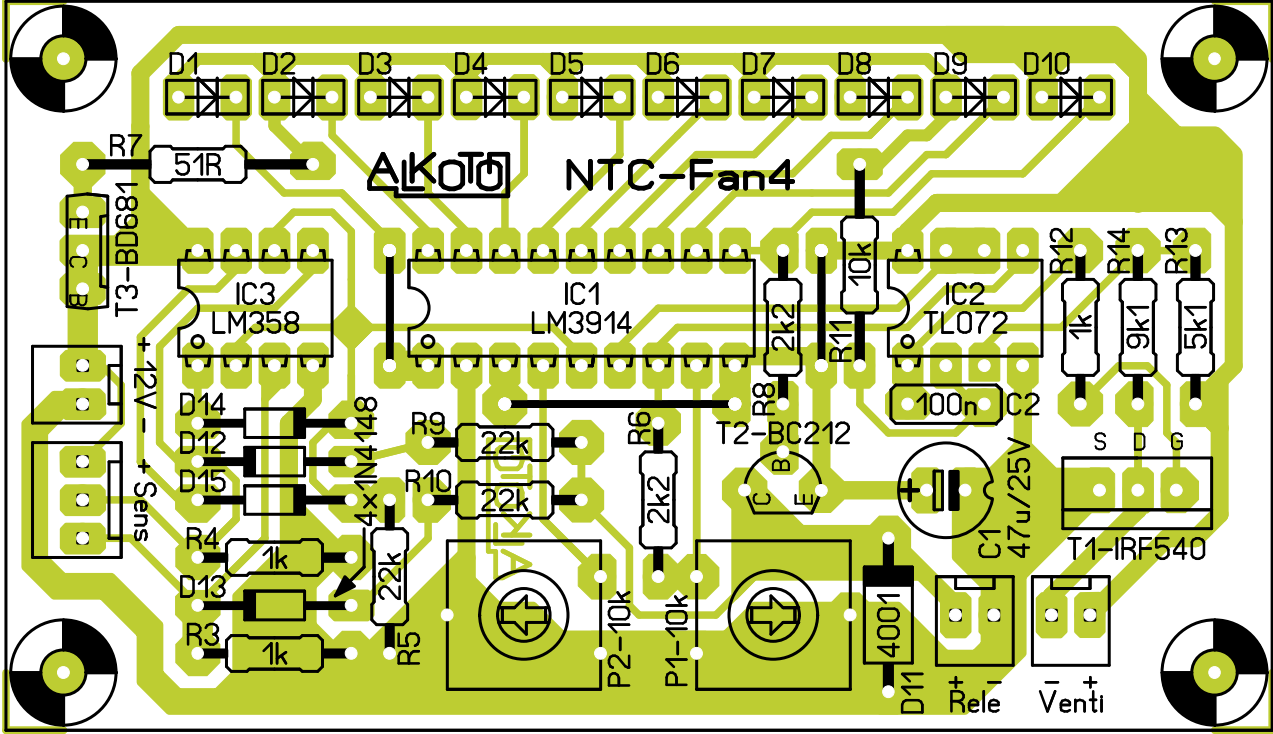 D1 D2 D3 D4 D5 D6 D7 D8 D9 D10
R7
51R
ALKOTÓ
NTC-Fan4
E
C
B
T3-BD681
IC3
LM358
IC1
LM3914
2k2
R8
10k
R11
IC2
TL072
R12
1k
R14
9k1
R13
5k1
+ 12V -
+ Sens
D14
D12
D15
4x1N4148
R9
22k
R10
22k
R6
2k2
T2-BC212
C
B
E
100n
C2
+
C1
47u/25V
S D G
T1-IRF540
R4
1k
D13
R3
1k
22k
R5
P2-10k
P1-10k
4001
D11
+ -
Rele
- +
Venti